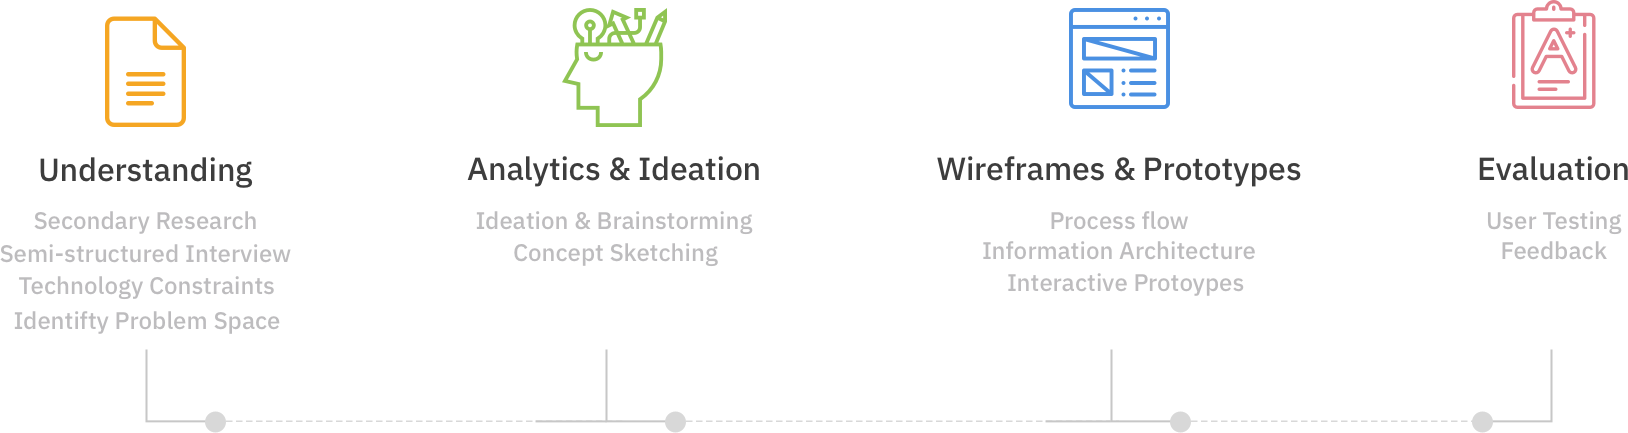 Understanding
Secondary Research
Semi-structured Interview
Technology Constraints
Identifty Problem Space
Analytics & Ideation
Ideation & Brainstorming
Concept Sketching
Wireframes & Prototypes
Process flow
Information Architecture
Interactive Protoypes
A+
Evaluation
User Testing
Feedback